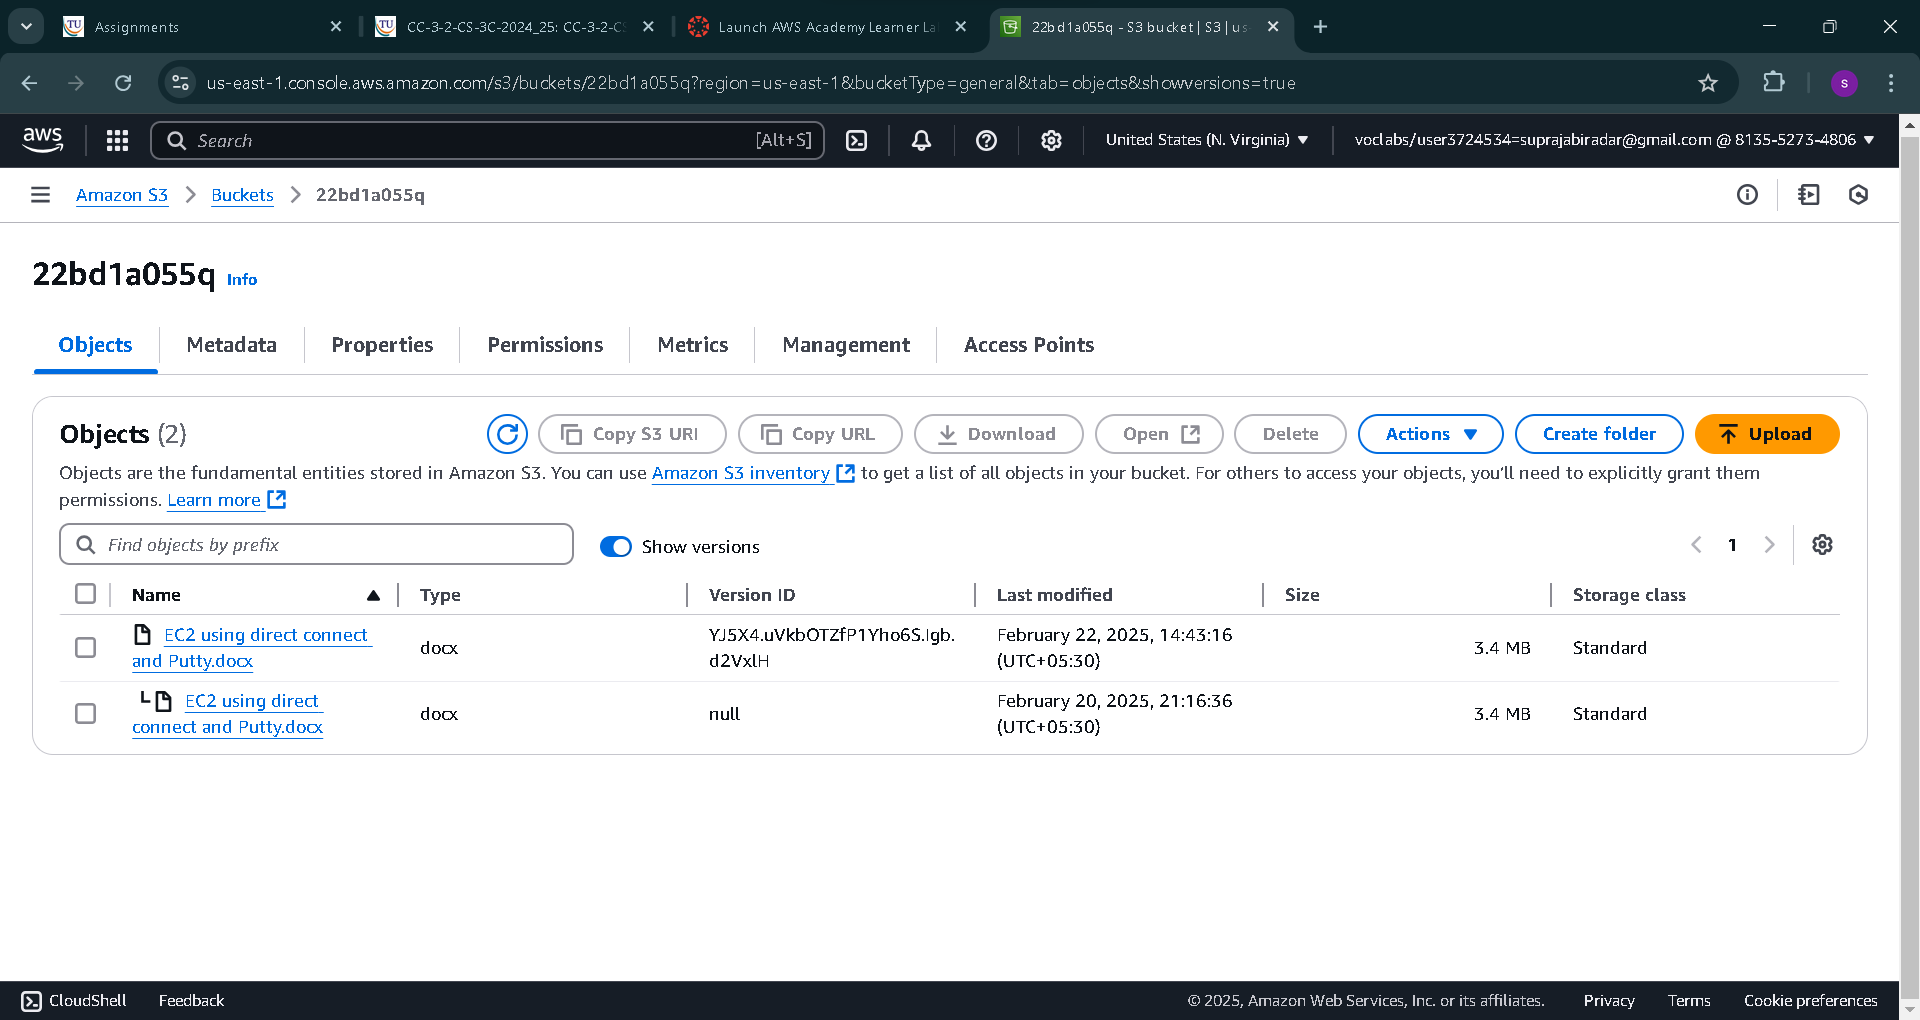 Assignments
CC-3-2-CS-3C-2024_25: CC-3-2-CS
Launch AWS Academy Learner La
22bd1a055q - S3 bucket | S3 | us-
us-east-1.console.aws.amazon.com/s3/buckets/22bd1a055q?region=us-east-1&bucketType=general&tab=objects&showversions=true
s
aws
Search
[Alt+S]
United States (N. Virginia)
voclabs/user3724534=suprajabiradar@gmail.com @ 8135-5273-4806
Amazon S3
Buckets
22bd1a055q
22bd1a055q Info
Objects
Metadata
Properties
Permissions
Metrics
Management
Access Points
Objects (2)
Copy S3 URI
Copy URL
Download
Open
Delete
Actions
Create folder
Upload
Objects are the fundamental entities stored in Amazon S3. You can use Amazon S3 inventory to get a list of all objects in your bucket. For others to access your objects, you'll need to explicitly grant them
permissions. Learn more
Find objects by prefix
Show versions
1
Name
Type
Version ID
Last modified
Size
Storage class
EC2 using direct connect
and Putty.docx
docx
YJ5X4.uVkbOTZfP1Yho6S.Igb.
d2VxlH
February 22, 2025, 14:43:16
(UTC+05:30)
3.4 MB
Standard
EC2 using direct
connect and Putty.docx
docx
null
February 20, 2025, 21:16:36
(UTC+05:30)
3.4 MB
Standard
CloudShell
Feedback
© 2025, Amazon Web Services, Inc. or its affiliates.
Privacy
Terms
Cookie preferences